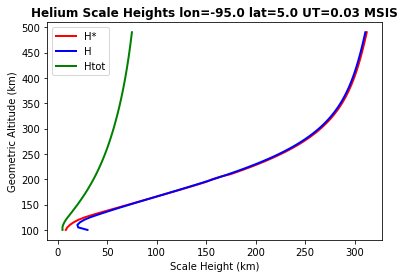 Helium Scale Heights lon=-95.0 lat=5.0 UT=0.03 MSIS
H*
H
Htot
Geometric Altitude (km)
500
450
400
350
300
250
200
150
100
0
50
100
150
200
250
300
Scale Height (km)